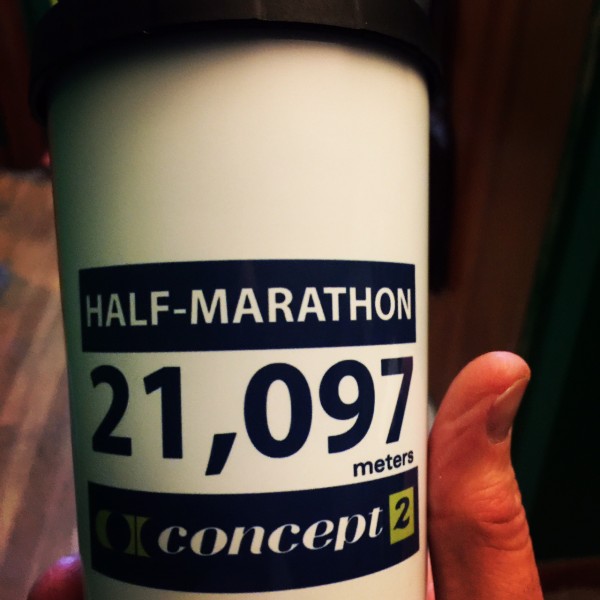 HALF-MARATHON
21,097
meters
concept 2